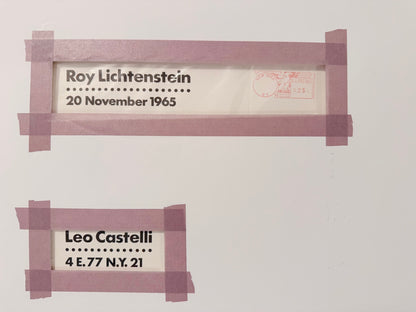 Roy Lichtenstein
20 November 1965
Leo Castelli
4 E.77 N.Y. 21